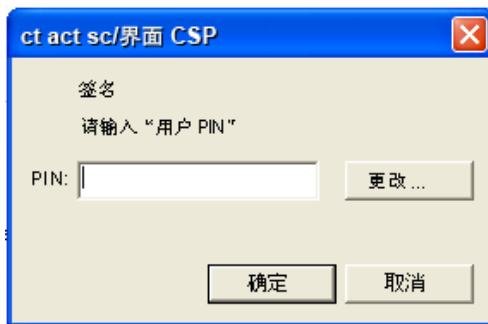 ct act sc/界面 CSP
签名
请输入“用户 PIN”
PIN:
更改 ...
确定
取消